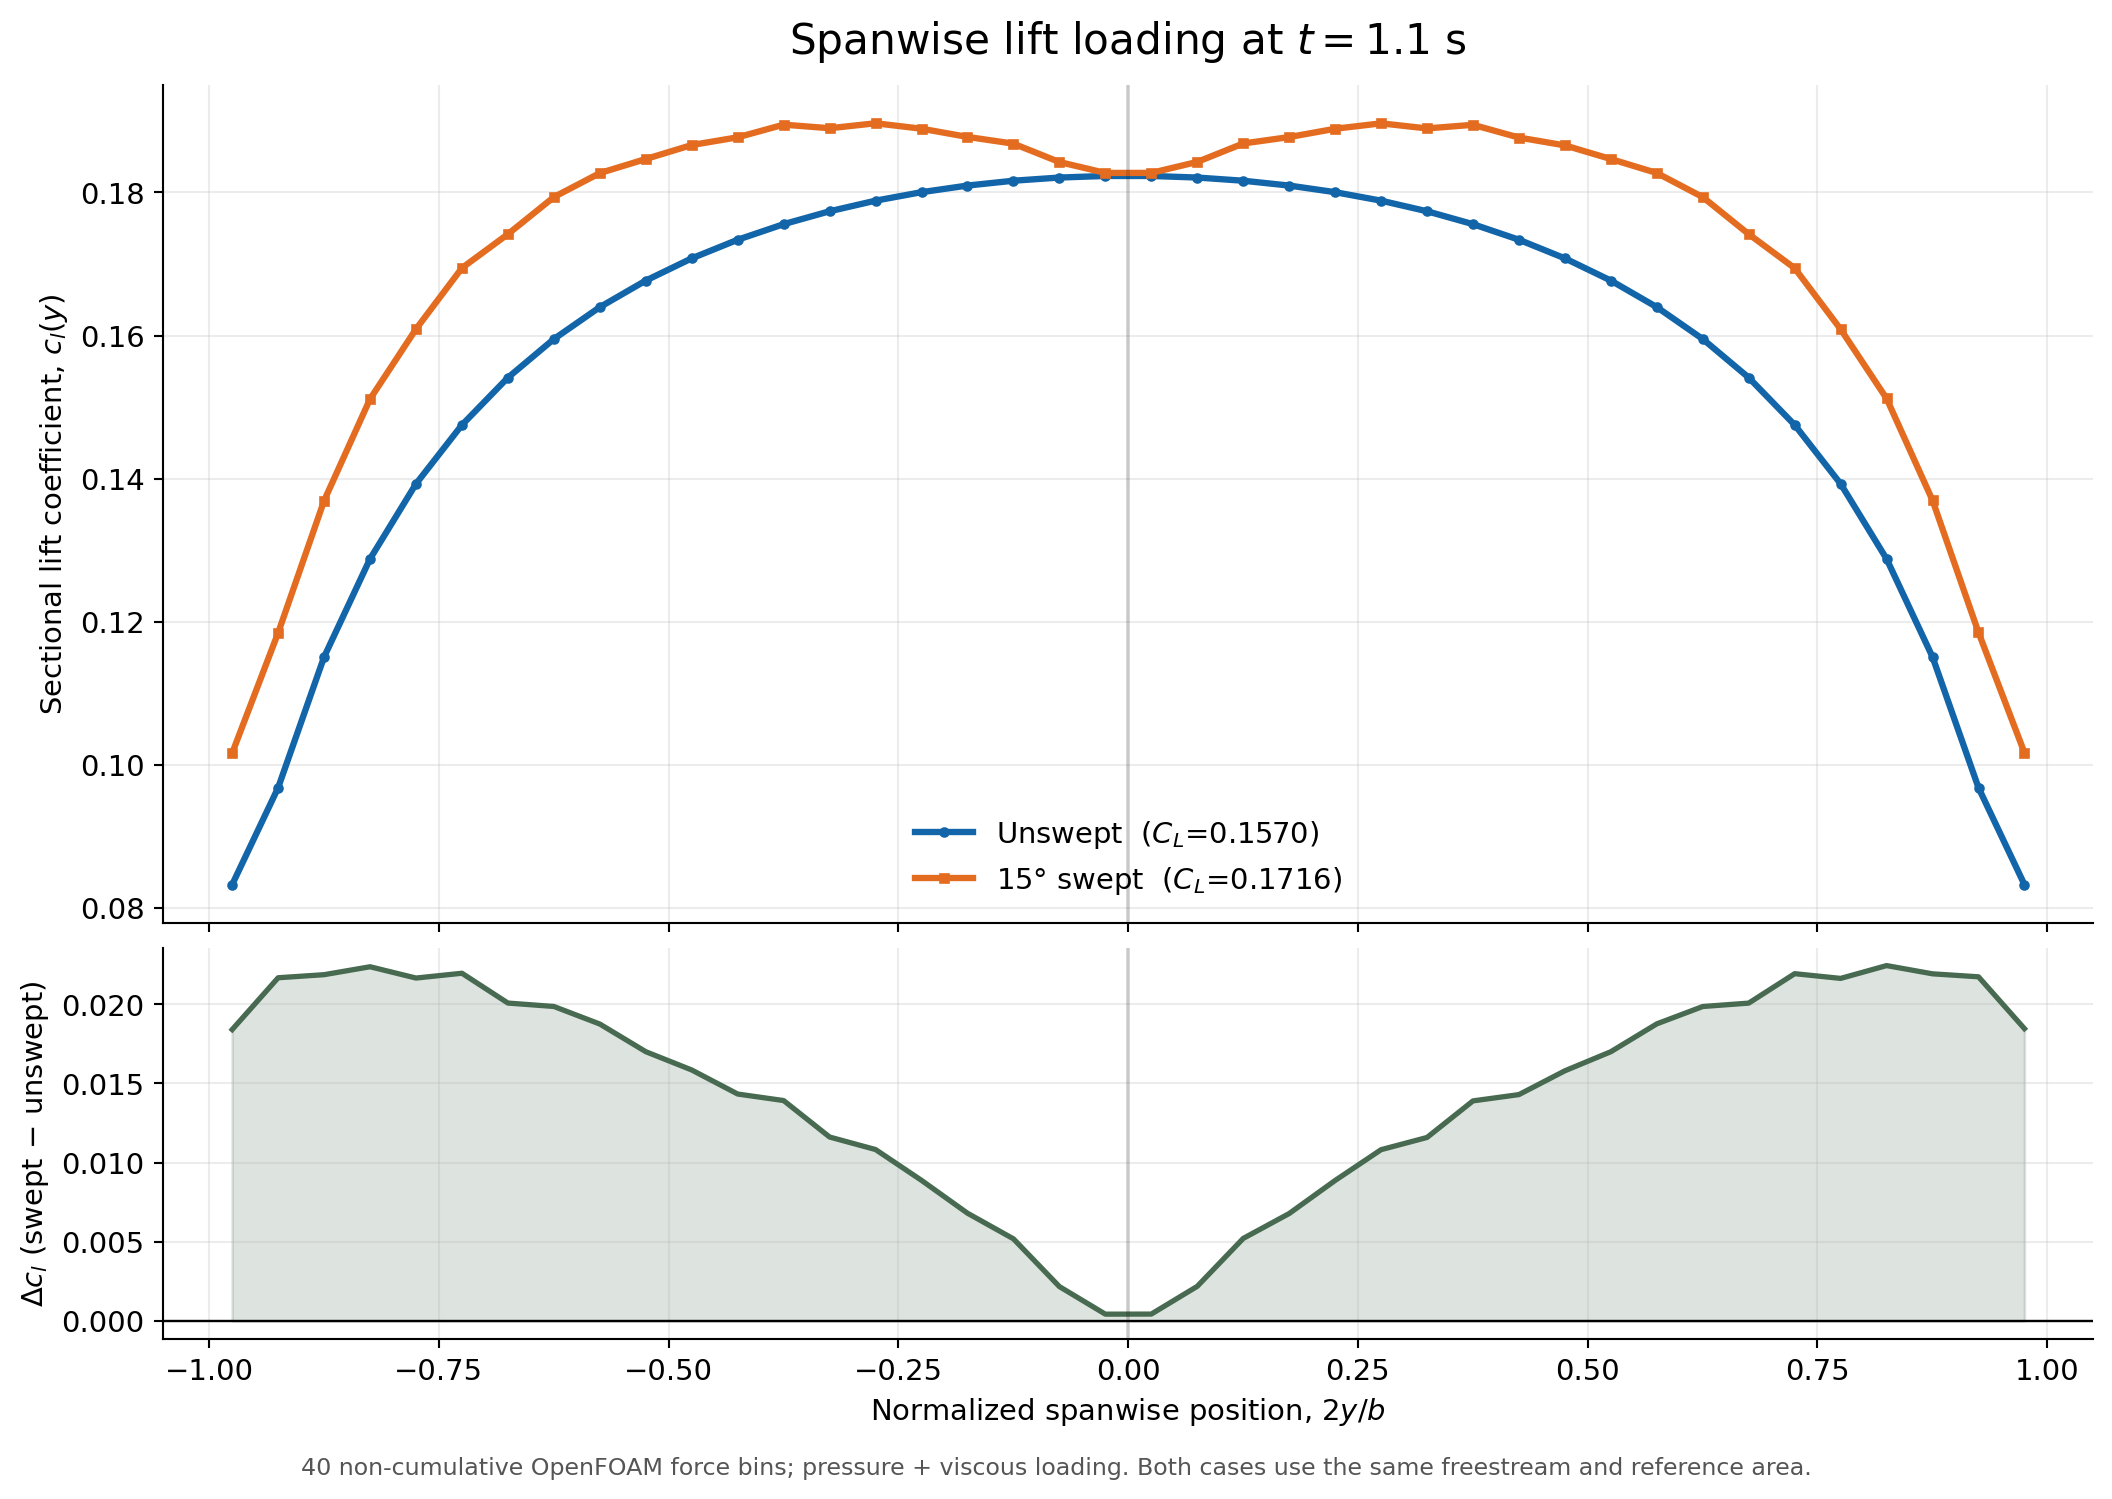 Spanwise lift loading at t = 1.1 s
Sectional lift coefficient, c_l(y)
0.18
0.16
0.14
0.12
0.10
0.08
Unswept (C_L=0.1570)
15° swept (C_L=0.1716)
Δc_l (swept − unswept)
0.020
0.015
0.010
0.005
0.000
−1.00 −0.75 −0.50 −0.25 0.00 0.25 0.50 0.75 1.00
Normalized spanwise position, 2y/b
40 non-cumulative OpenFOAM force bins; pressure + viscous loading. Both cases use the same freestream and reference area.